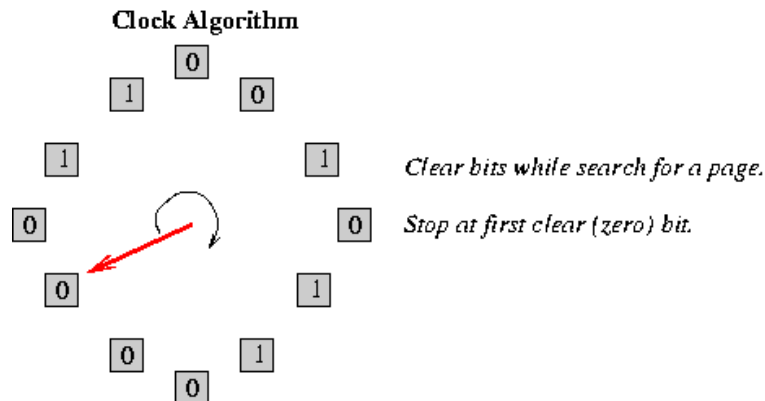 Clock Algorithm
0
1 0
1 1
Clear bits while search for a page.
0 0
Stop at first clear (zero) bit.
0 1
0 1
0